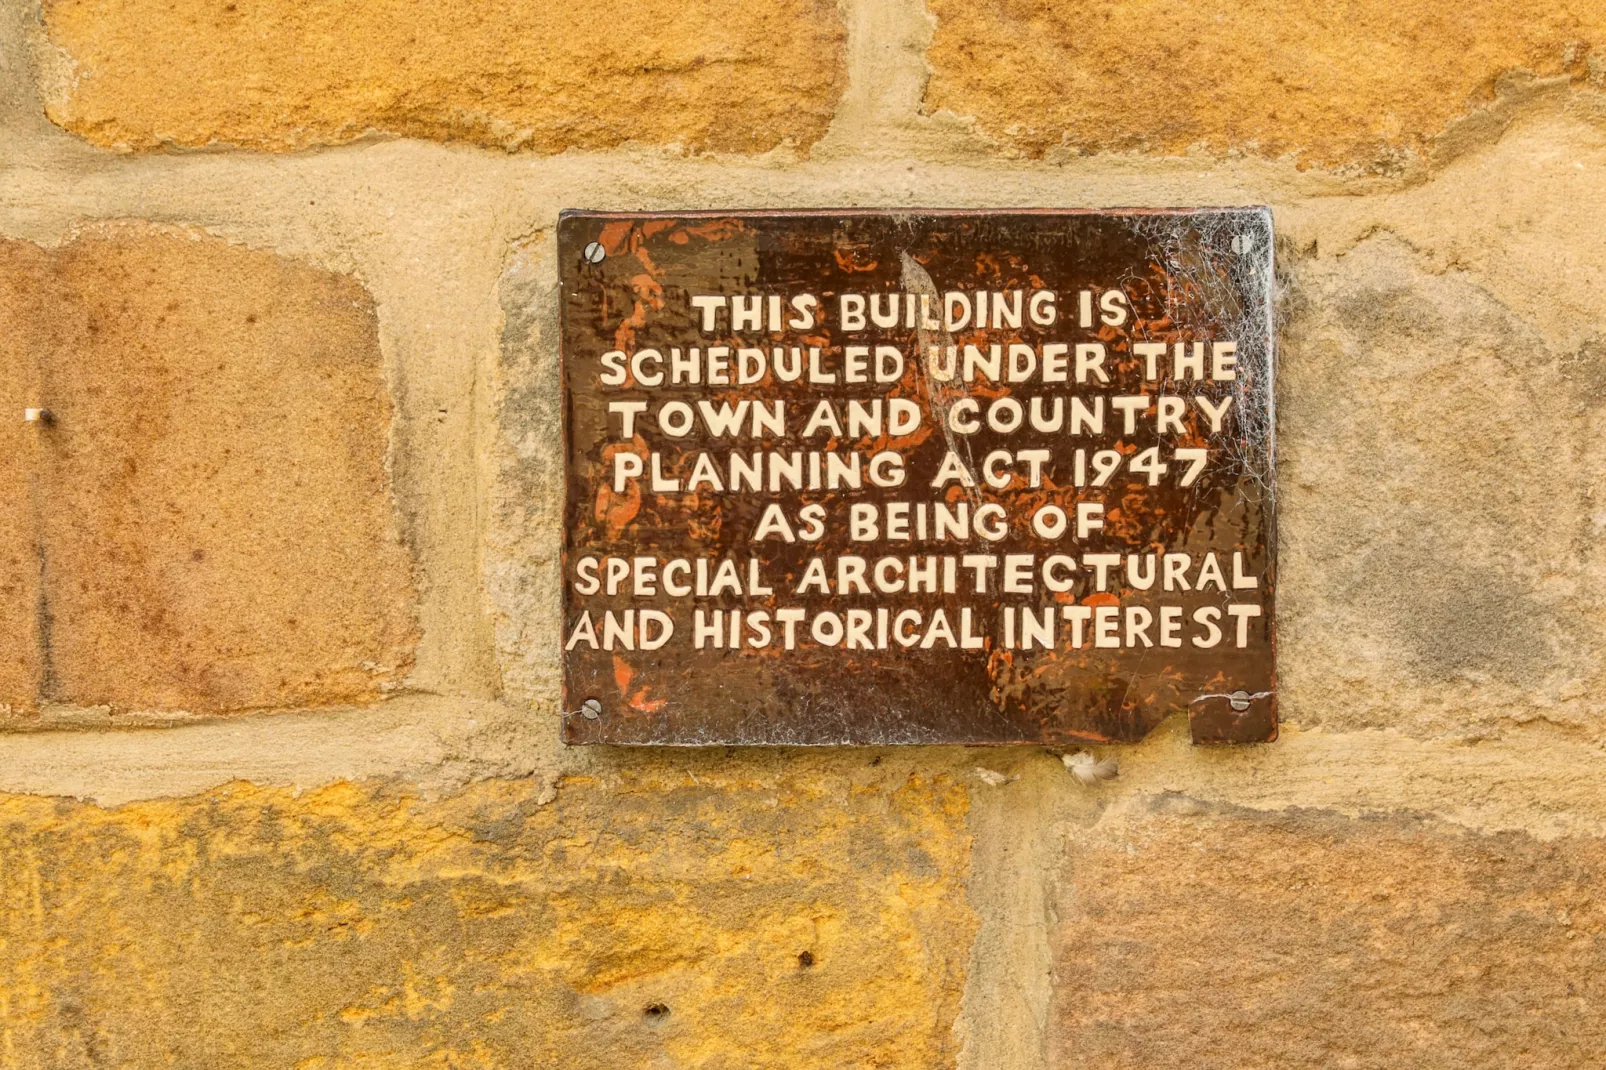 THIS BUILDING IS
SCHEDULED UNDER THE
TOWN AND COUNTRY
PLANNING ACT 1947
AS BEING OF
SPECIAL ARCHITECTURAL
AND HISTORICAL INTEREST